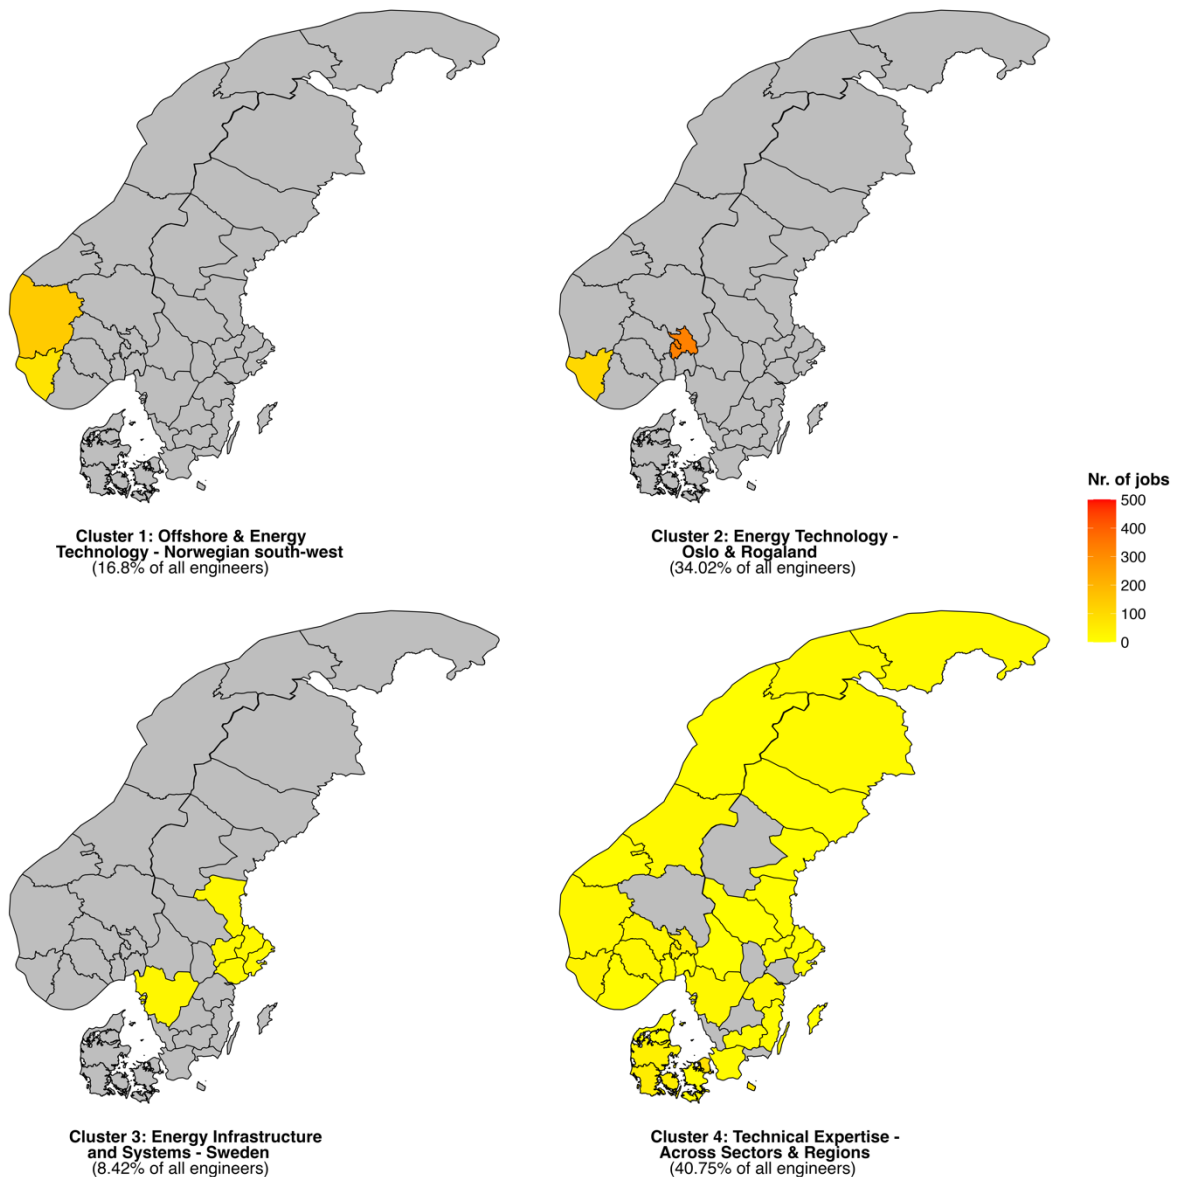 Cluster 1: Offshore & Energy
Technology - Norwegian south-west
(16.8% of all engineers)
Cluster 2: Energy Technology -
Oslo & Rogaland
(34.02% of all engineers)
Nr. of jobs
500
400
300
200
100
0
Cluster 3: Energy Infrastructure
and Systems - Sweden
(8.42% of all engineers)
Cluster 4: Technical Expertise -
Across Sectors & Regions
(40.75% of all engineers)